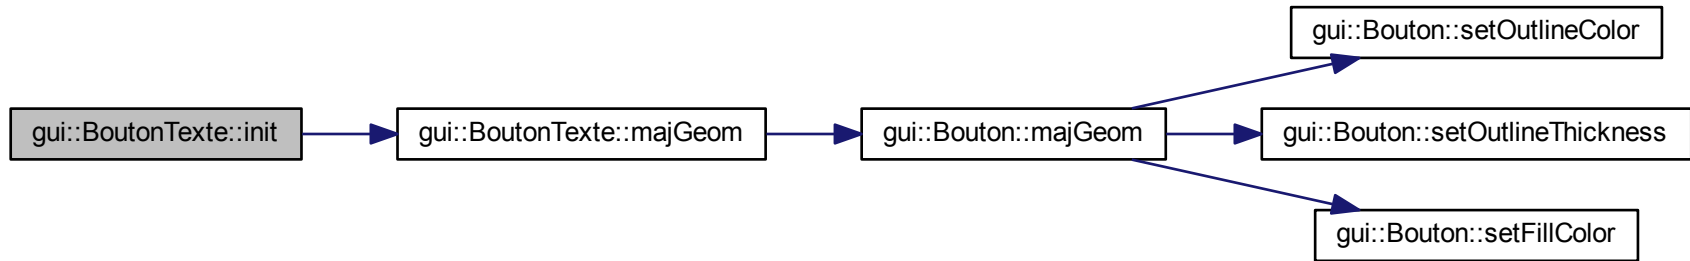 gui::Bouton::setOutlineColor
gui::BoutonTexte::init
gui::BoutonTexte::majGeom
gui::Bouton::majGeom
gui::Bouton::setOutlineThickness
gui::Bouton::setFillColor